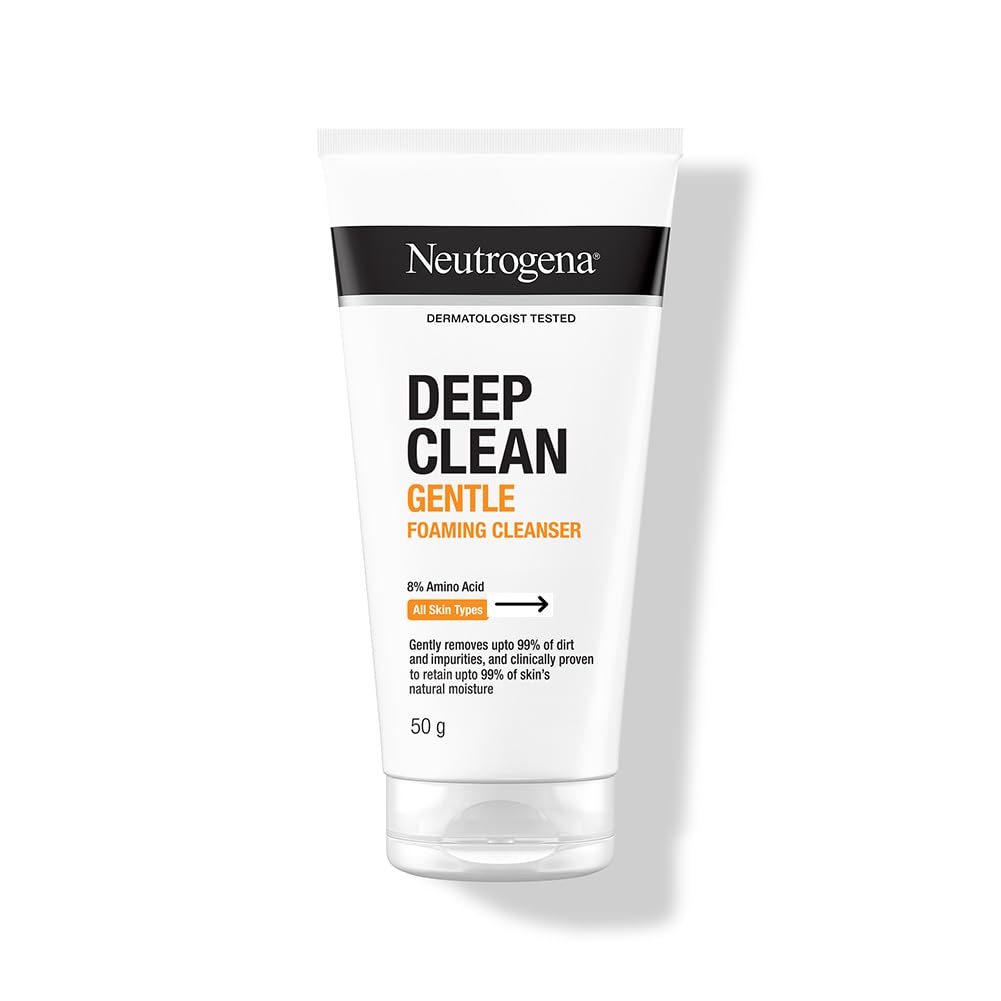 Neutrogena®
DERMATOLOGIST TESTED
DEEP
CLEAN
GENTLE
FOAMING CLEANSER
8% Amino Acid
All Skin Types
Gently removes upto 99% of dirt
and impurities, and clinically proven
to retain upto 99% of skin's
natural moisture
50 g